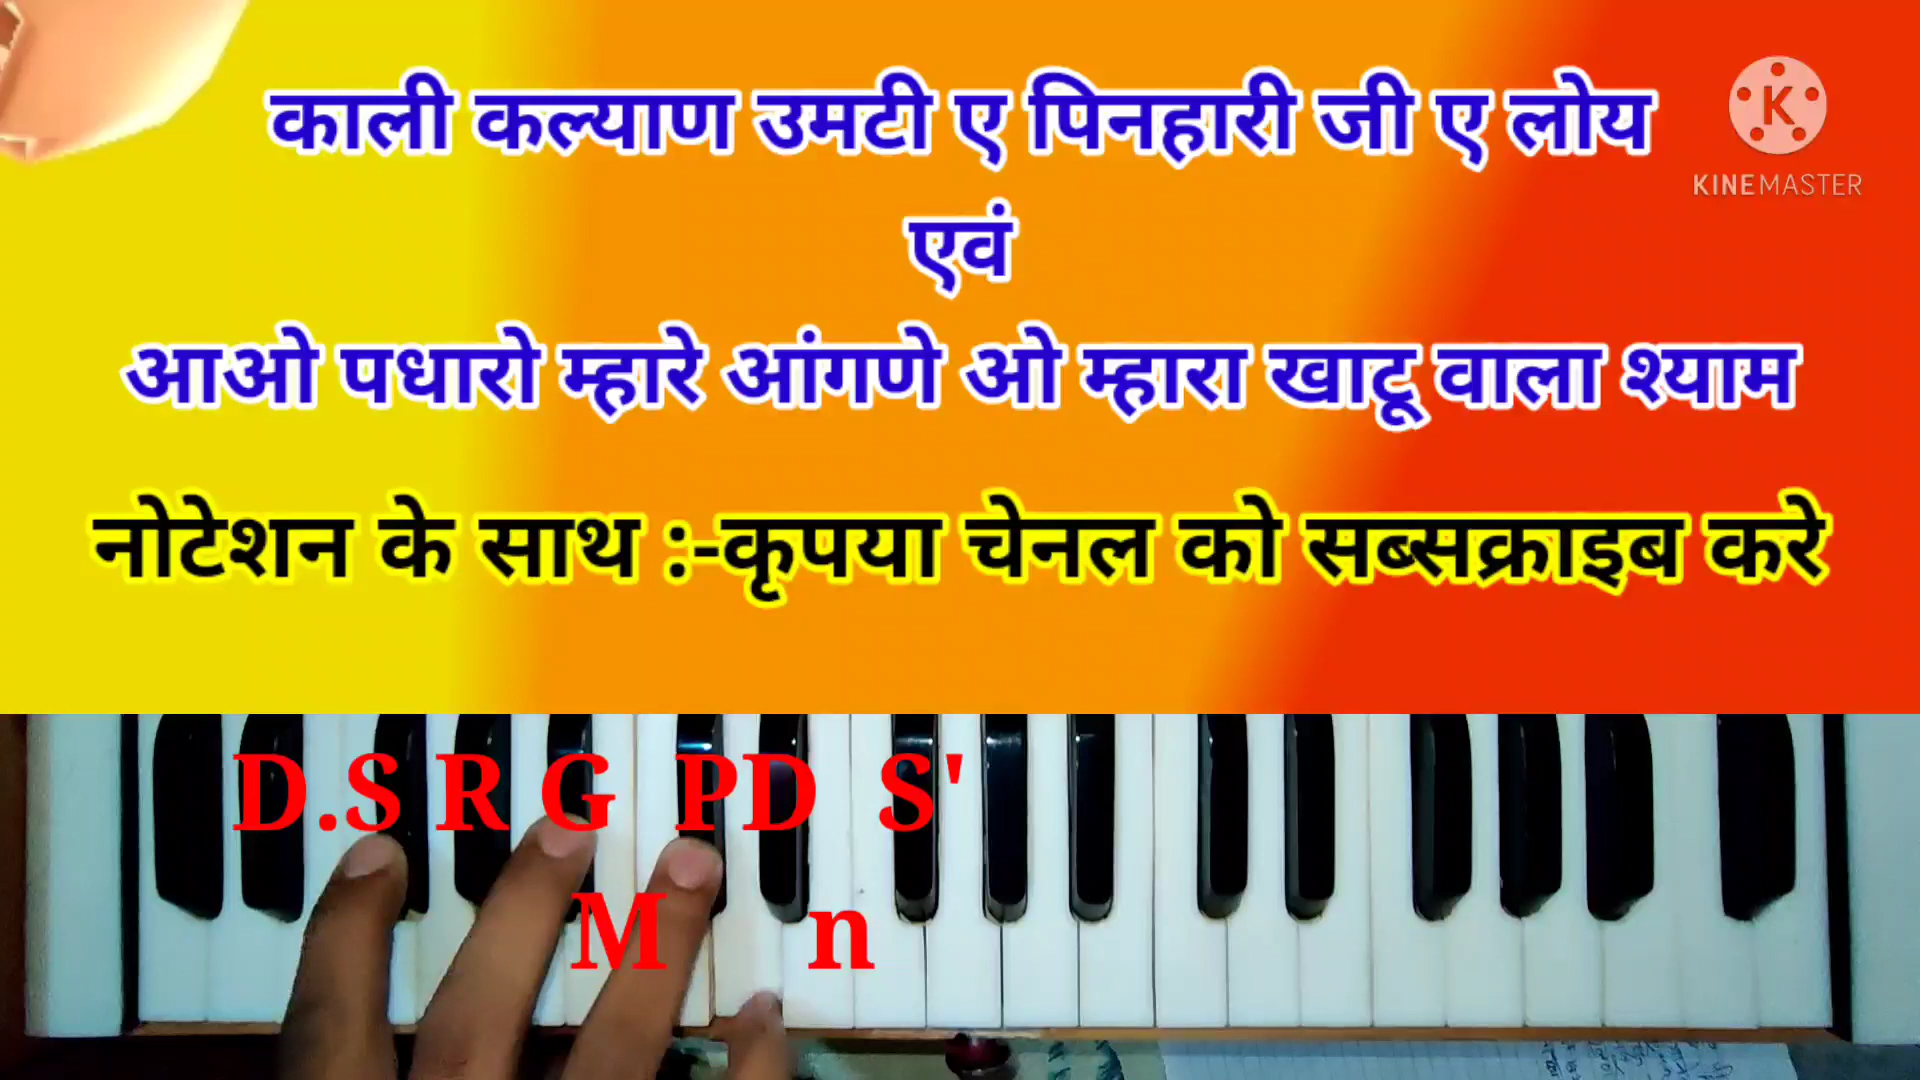 काली कल्याण उमटी ए पिनहारी जी ए लोय
KINEMASTER
एवं
आओ पधारो म्हारे आंगणे ओ म्हारा खाटू वाला श्याम
नोटेशन के साथ :-कृपया चेनल को सब्सक्राइब करे
D.S R G PD S'
M n